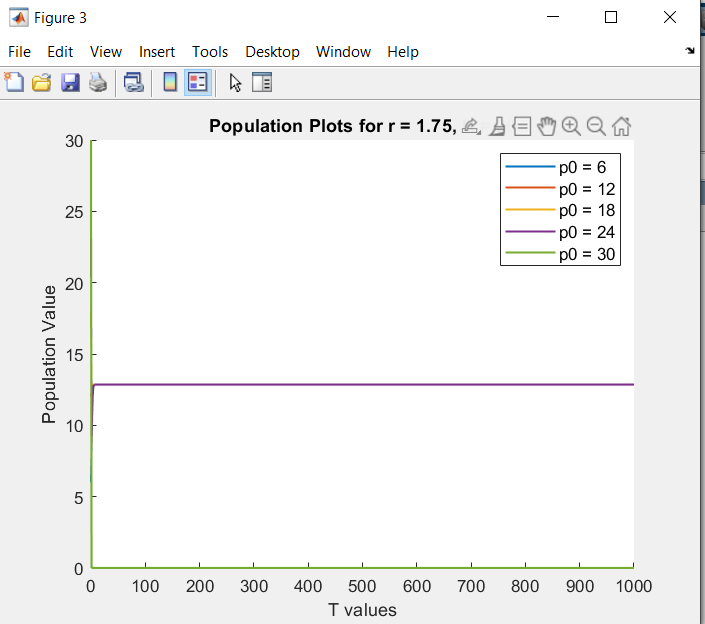 Figure 3
File Edit View Insert Tools Desktop Window Help
Population Plots for r = 1.75,
p0 = 6
p0 = 12
p0 = 18
p0 = 24
p0 = 30
30
25
20
15
10
5
0
Population Value
0 100 200 300 400 500 600 700 800 900 1000
T values